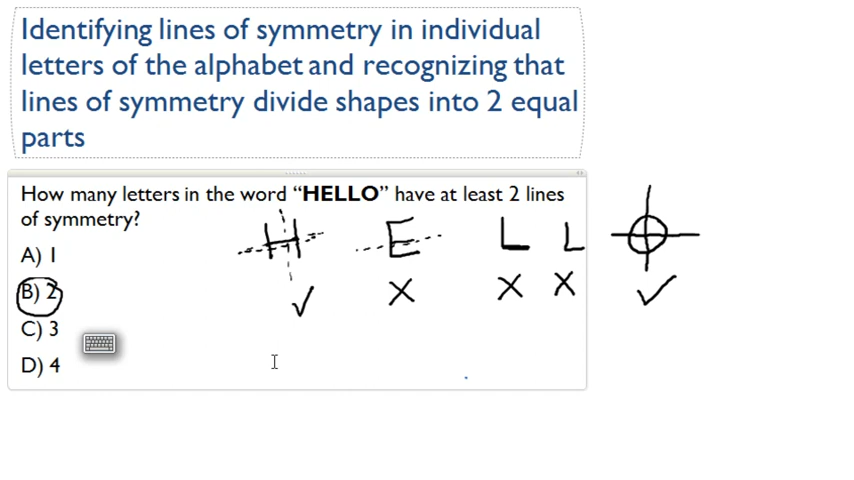 Identifying lines of symmetry in individual
letters of the alphabet and recognizing that
lines of symmetry divide shapes into 2 equal
parts
How many letters in the word “HELLO” have at least 2 lines
of symmetry?
H E L L O
A) 1
B) 2
C) 3
D) 4